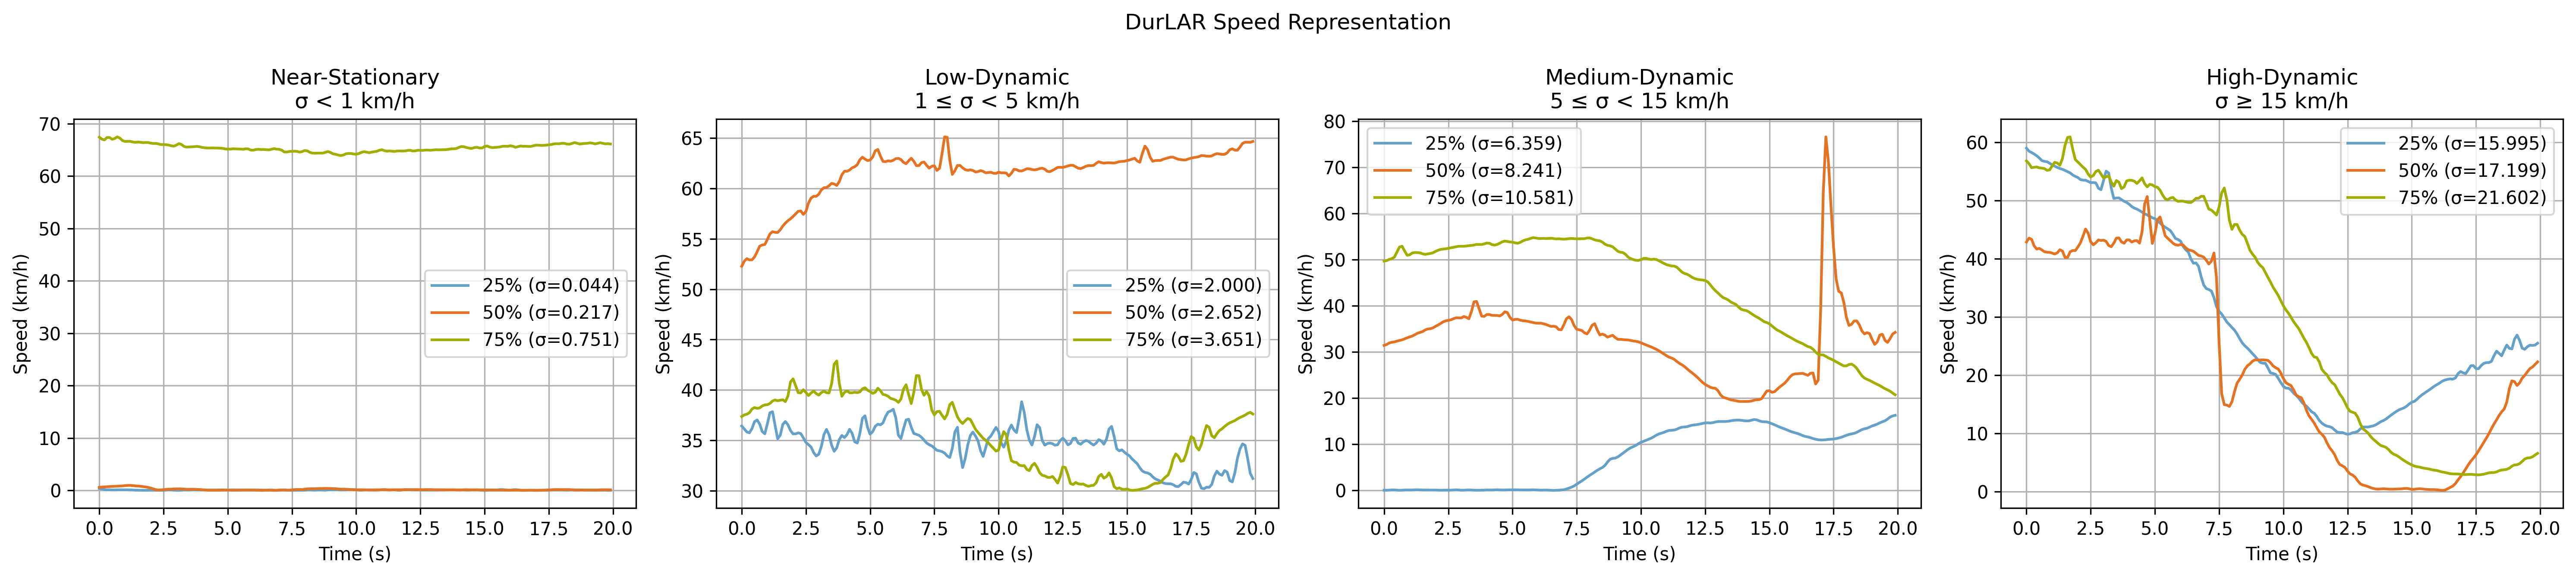 DurLAR Speed Representation
Near-Stationary
σ < 1 km/h
70
60
50
40
30
20
10
0
Speed (km/h)
25% (σ=0.044)
50% (σ=0.217)
75% (σ=0.751)
0.0 2.5 5.0 7.5 10.0 12.5 15.0 17.5 20.0
Time (s)
Low-Dynamic
1 ≤ σ < 5 km/h
65
60
55
50
45
40
35
30
Speed (km/h)
25% (σ=2.000)
50% (σ=2.652)
75% (σ=3.651)
0.0 2.5 5.0 7.5 10.0 12.5 15.0 17.5 20.0
Time (s)
Medium-Dynamic
5 ≤ σ < 15 km/h
80
70
60
50
40
30
20
10
0
Speed (km/h)
25% (σ=6.359)
50% (σ=8.241)
75% (σ=10.581)
0.0 2.5 5.0 7.5 10.0 12.5 15.0 17.5 20.0
Time (s)
High-Dynamic
σ ≥ 15 km/h
60
50
40
30
20
10
0
Speed (km/h)
25% (σ=15.995)
50% (σ=17.199)
75% (σ=21.602)
0.0 2.5 5.0 7.5 10.0 12.5 15.0 17.5 20.0
Time (s)